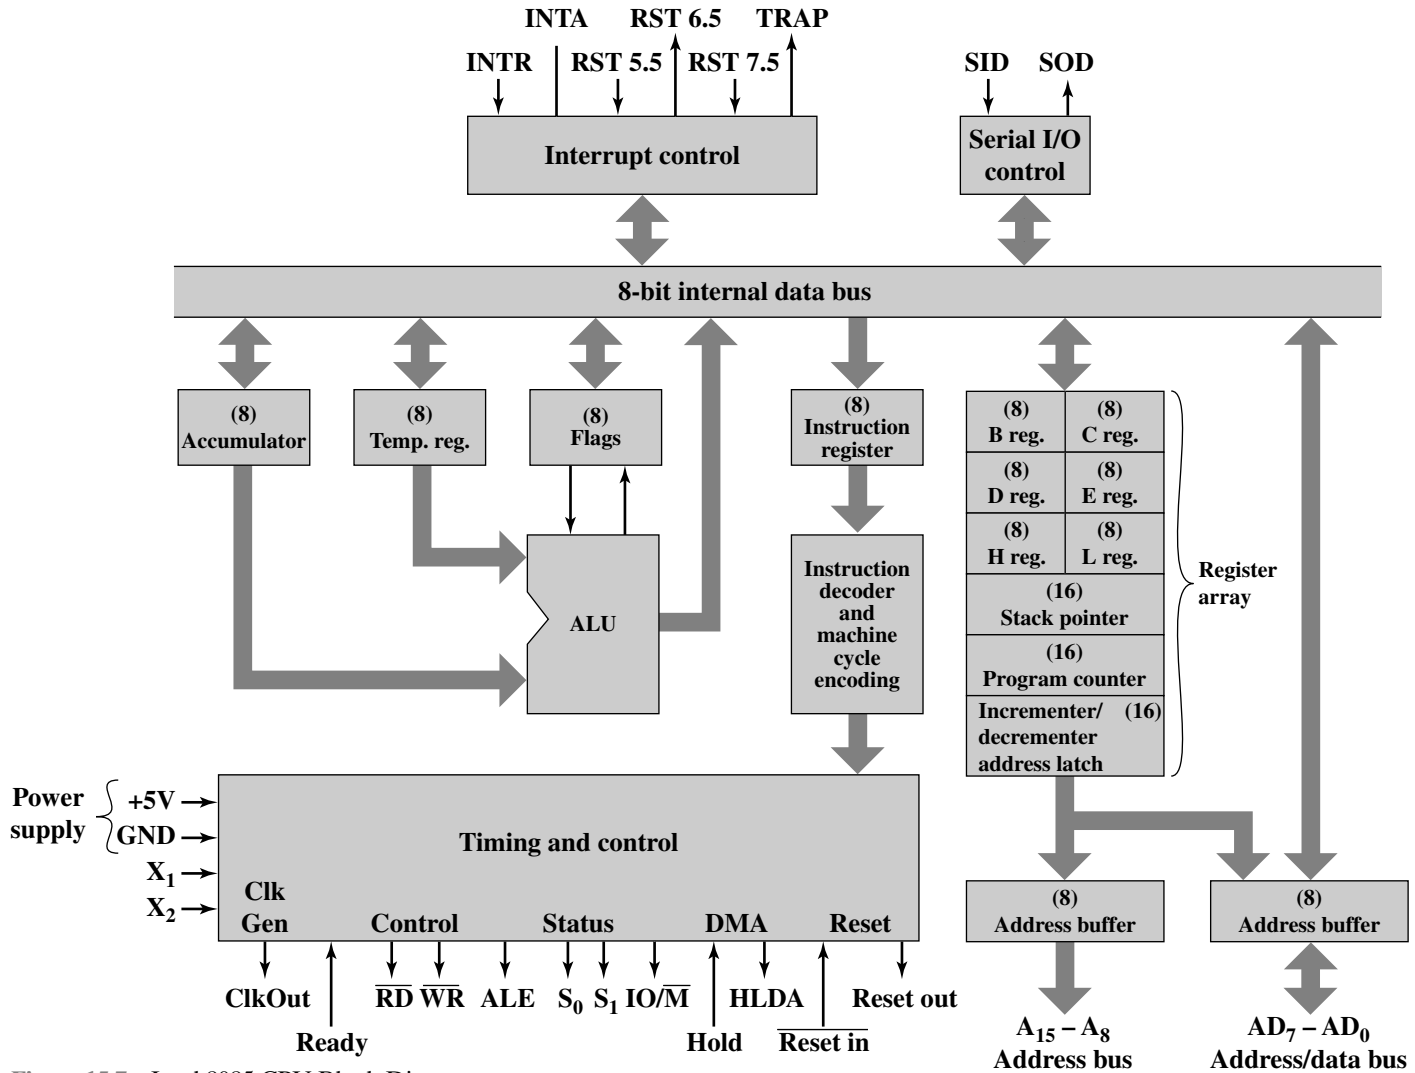 INTA RST 6.5 TRAP
INTR RST 5.5 RST 7.5 SID SOD
Interrupt control
Serial I/O
control
8-bit internal data bus
(8)
Accumulator
(8)
Temp. reg.
(8)
Flags
(8)
Instruction
register
(8)
B reg.
(8)
C reg.
(8)
D reg.
(8)
E reg.
(8)
H reg.
(8)
L reg.
(16)
Stack pointer
(16)
Program counter
Incrementer/ (16)
decrementer
address latch
Register
array
ALU
Instruction
decoder
and
machine
cycle
encoding
Power
supply
+5V
GND
X₁
X₂
Timing and control
Clk
Gen
Control
Status
DMA
Reset
ClkOut
Ready
R̅D̅
W̅R̅
ALE
S₀
S₁
IO/M̅
Hold
HLDA
R̅e̅s̅e̅t̅ i̅n̅
Reset out
(8)
Address buffer
(8)
Address buffer
A₁₅ – A₈
Address bus
AD₇ – AD₀
Address/data bus